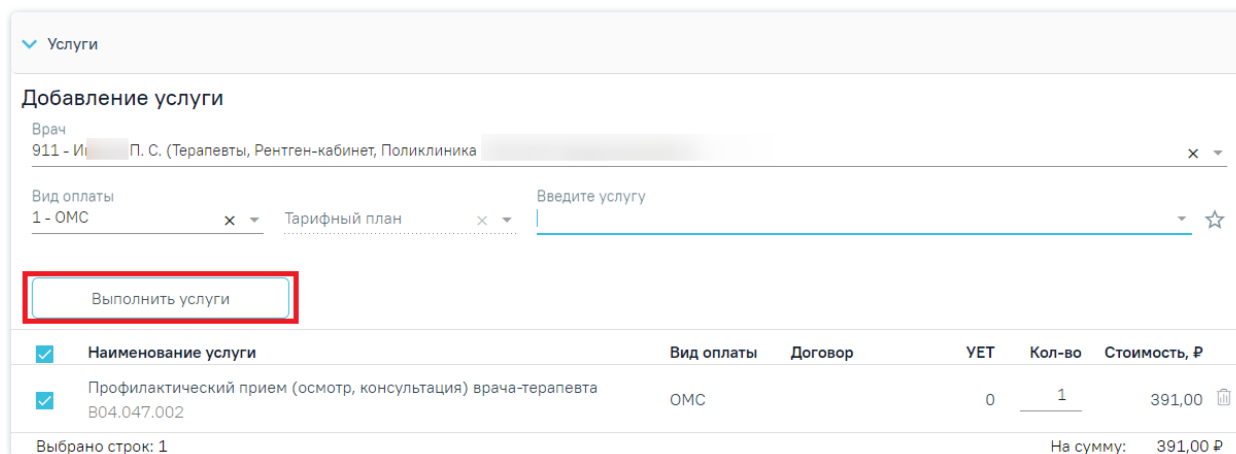 Услуги
Добавление услуги
Врач
911 - И П. С. (Терапевты, Рентген-кабинет, Поликлиника
Вид оплаты
1 - ОМС
Тарифный план
Введите услугу
Выполнить услуги
Наименование услуги Вид оплаты Договор УЕТ Кол-во Стоимость, ₽
Профилактический прием (осмотр, консультация) врача-терапевта
B04.047.002
ОМС 0 1 391,00
Выбрано строк: 1 На сумму: 391,00 ₽